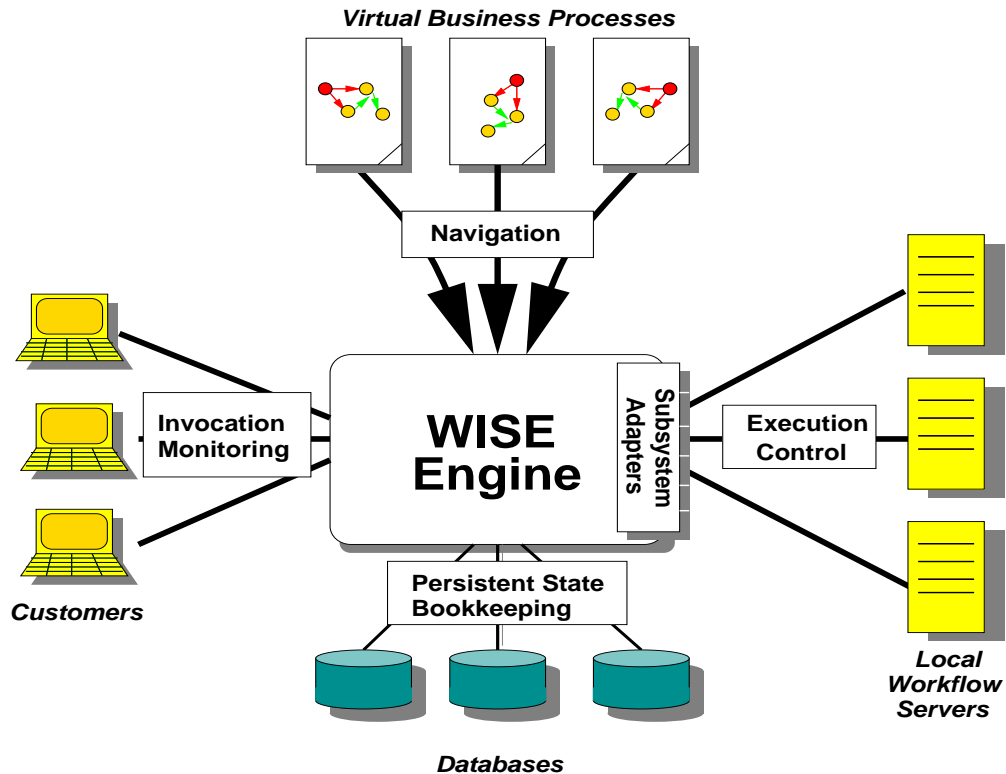 Virtual Business Processes
Navigation
Invocation
Monitoring
WISE
Engine
Subsystem
Adapters
Execution
Control
Persistent State
Bookkeeping
Customers
Local
Workflow
Servers
Databases